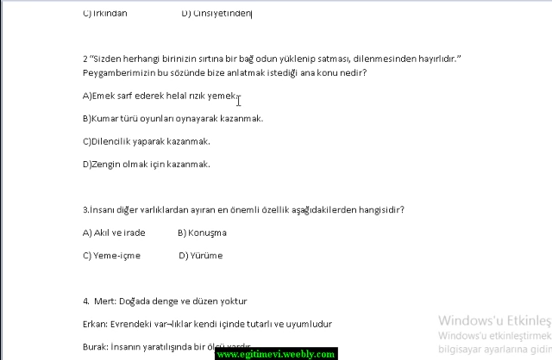 C) Irkından D) Cinsiyetinden
2 "Sizden herhangi birinizin sırtına bir bağ odun yüklenip satması, dilenmesinden hayırlıdır."
Peygamberimizin bu sözünde bize anlatmak istediği ana konu nedir?
A)Emek sarf ederek helal rızık yemek.
B)Kumar türü oyunları oynayarak kazanmak.
C)Dilencilik yaparak kazanmak.
D)Zengin olmak için kazanmak.
3.İnsanı diğer varlıklardan ayıran en önemli özellik aşağıdakilerden hangisidir?
A) Akıl ve irade B) Konuşma
C) Yeme-içme D) Yürüme
4. Mert: Doğada denge ve düzen yoktur
Erkan: Evrendeki var¬lıklar kendi içinde tutarlı ve uyumludur
Burak: İnsanın yaratılışında bir ölçü vardır
Windows'u Etkinleş
Windows'u etkinleştirmek
bilgisayar ayarlarına gidin
www.egitimevi.weebly.com